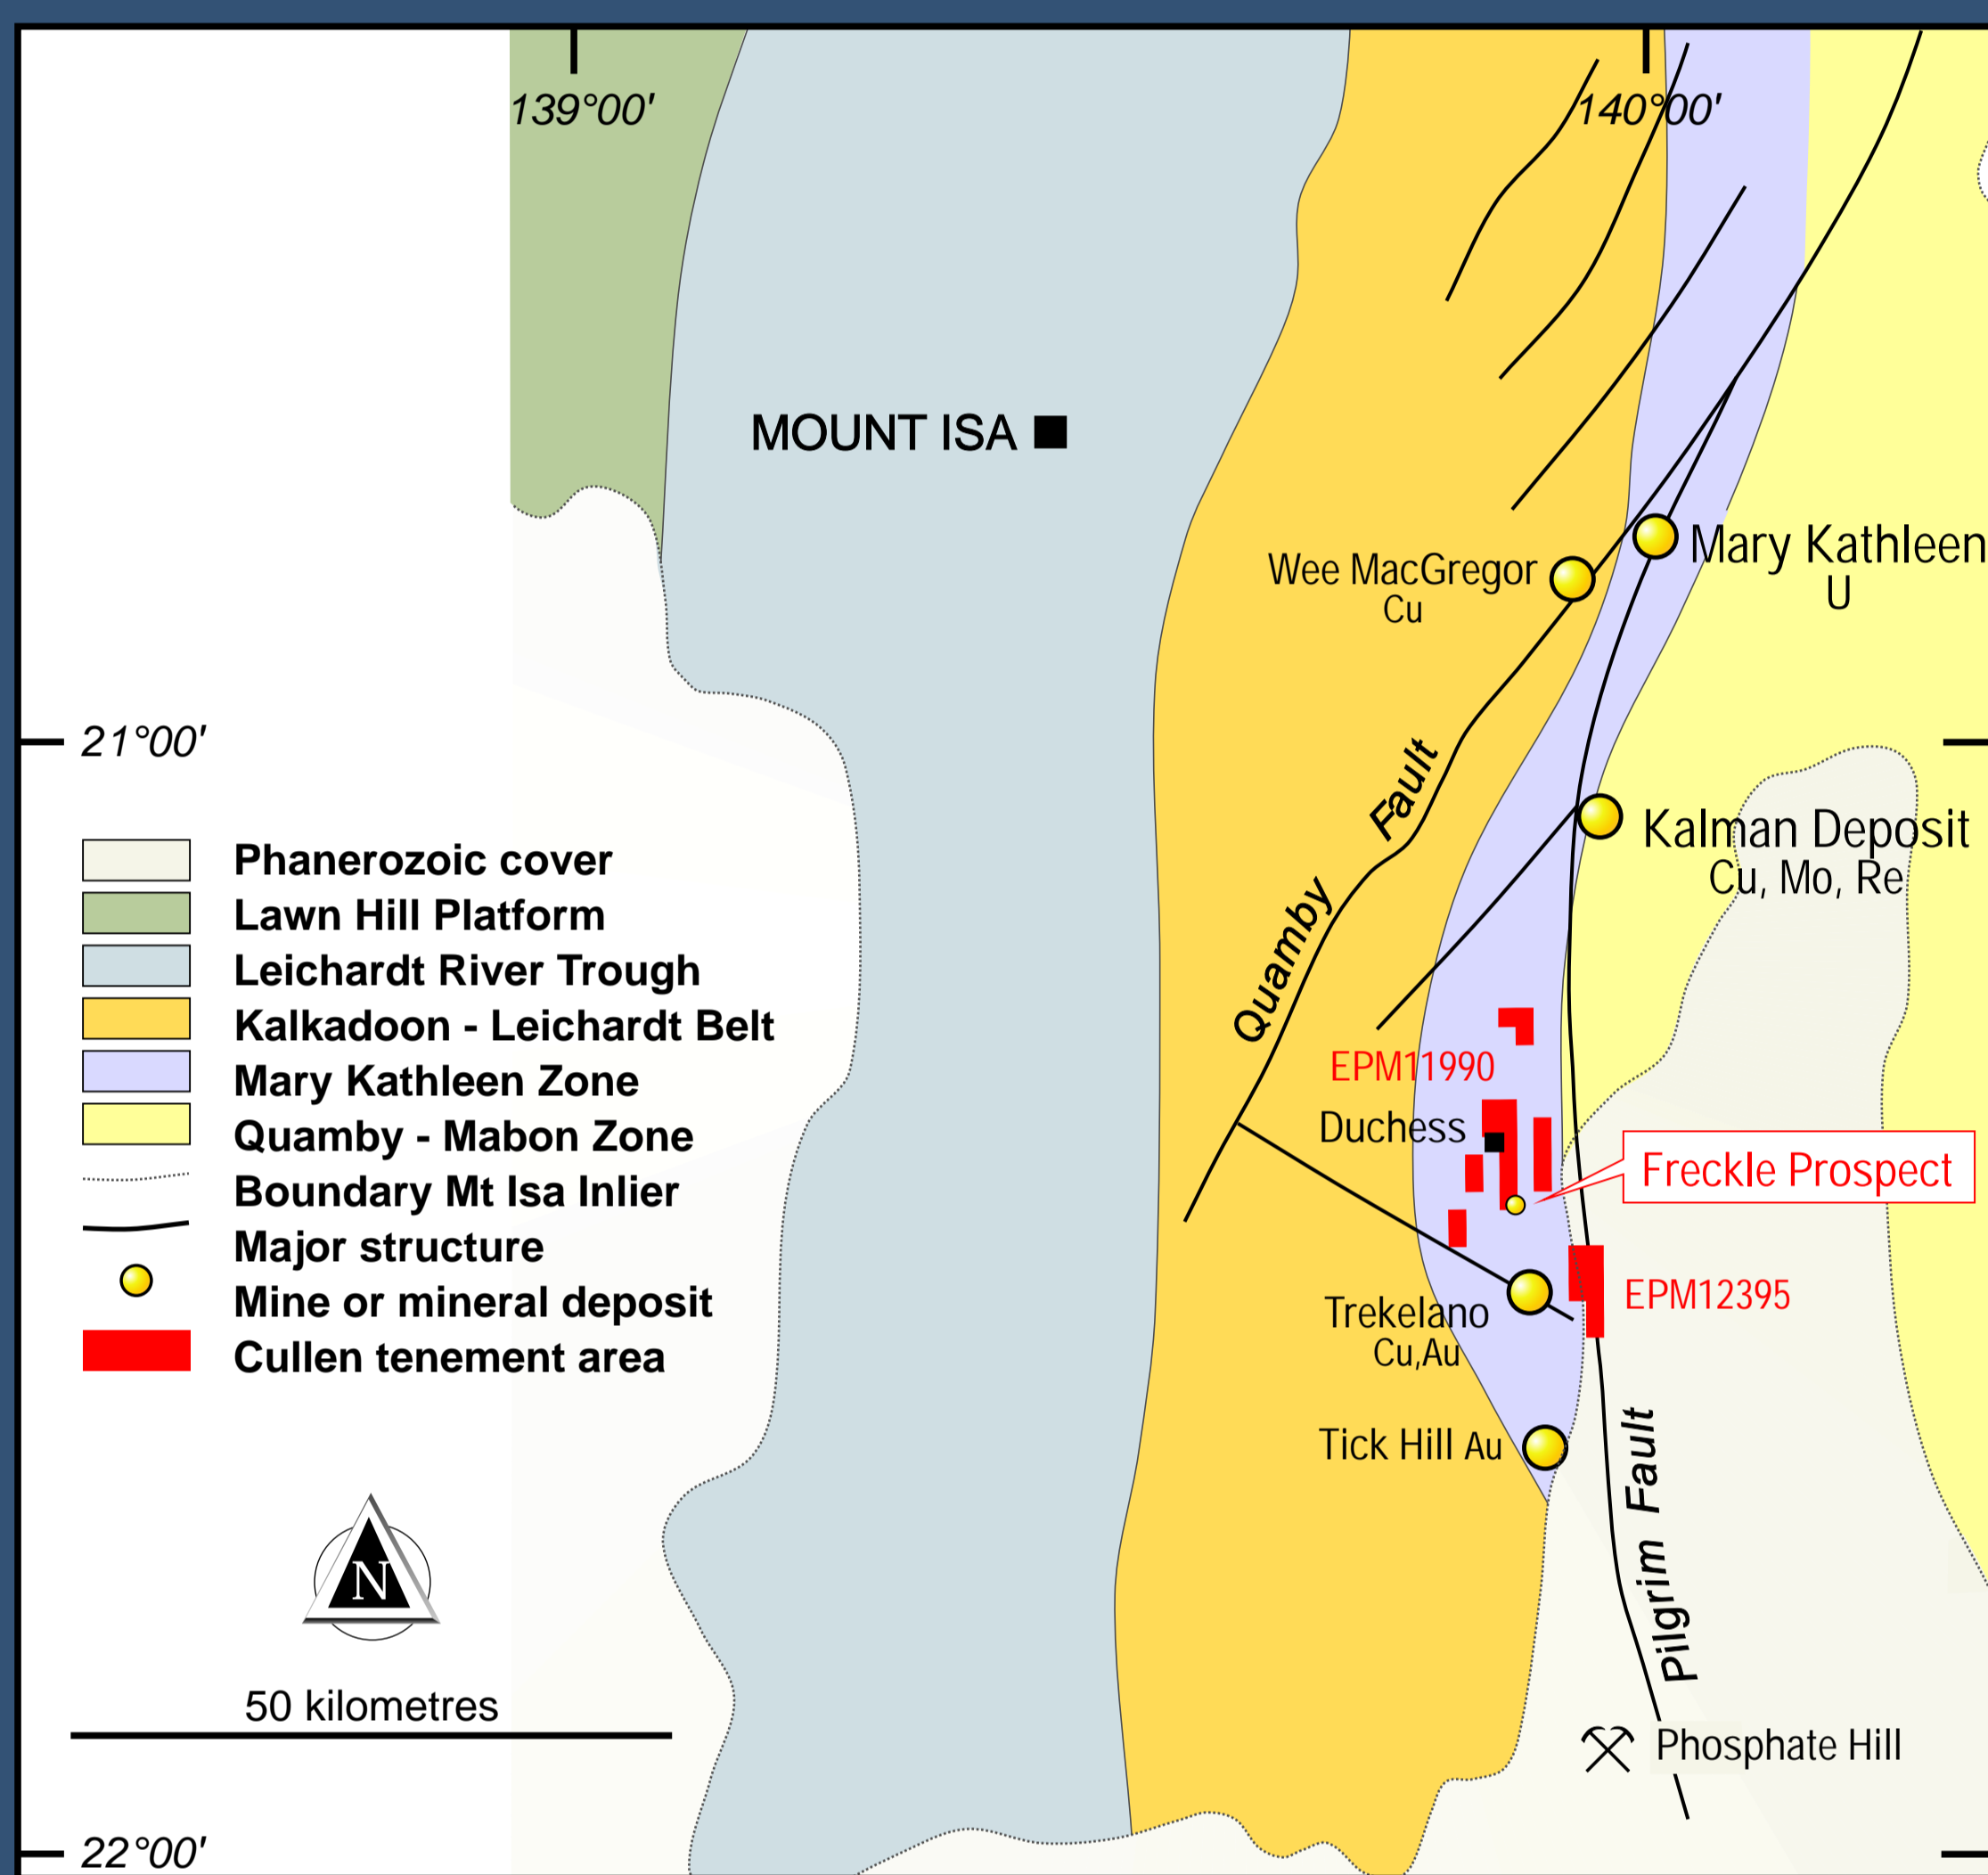 139°00'
140°00'
MOUNT ISA
Wee MacGregor
Cu
Mary Kathleen
U
21°00'
Quamby Fault
Kalman Deposit
Cu, Mo, Re
Phanerozoic cover
Lawn Hill Platform
Leichardt River Trough
Kalkadoon - Leichardt Belt
Mary Kathleen Zone
Quamby - Mabon Zone
Boundary Mt Isa Inlier
Major structure
Mine or mineral deposit
Cullen tenement area
EPM11990
Duchess
Freckle Prospect
EPM12395
Trekelano
Cu,Au
Tick Hill Au
Pilgrim Fault
N
50 kilometres
Phosphate Hill
22°00'